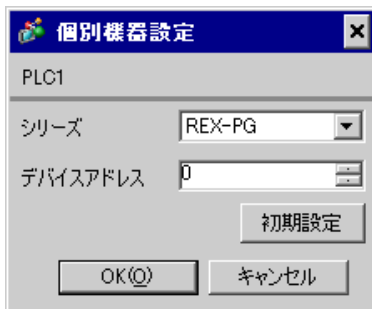 個別機器設定
PLC1
シリーズ REX-PG
デバイスアドレス 0
初期設定
OK(O) キャンセル